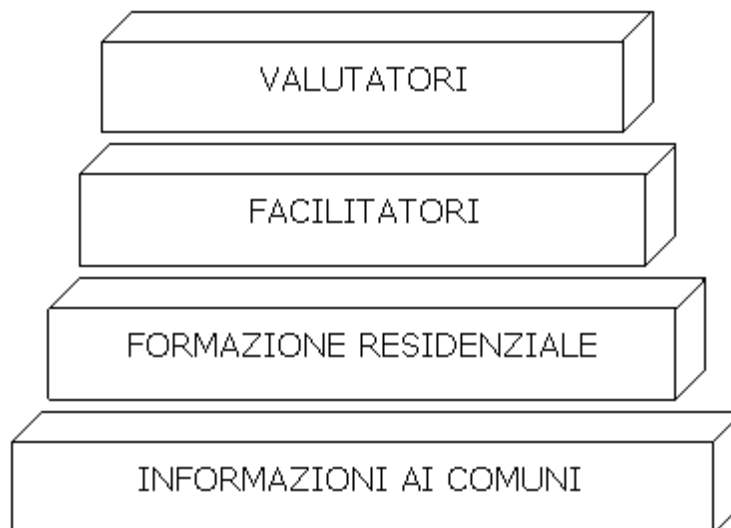 VALUTATORI
FACILITATORI
FORMAZIONE RESIDENZIALE
INFORMAZIONI AI COMUNI